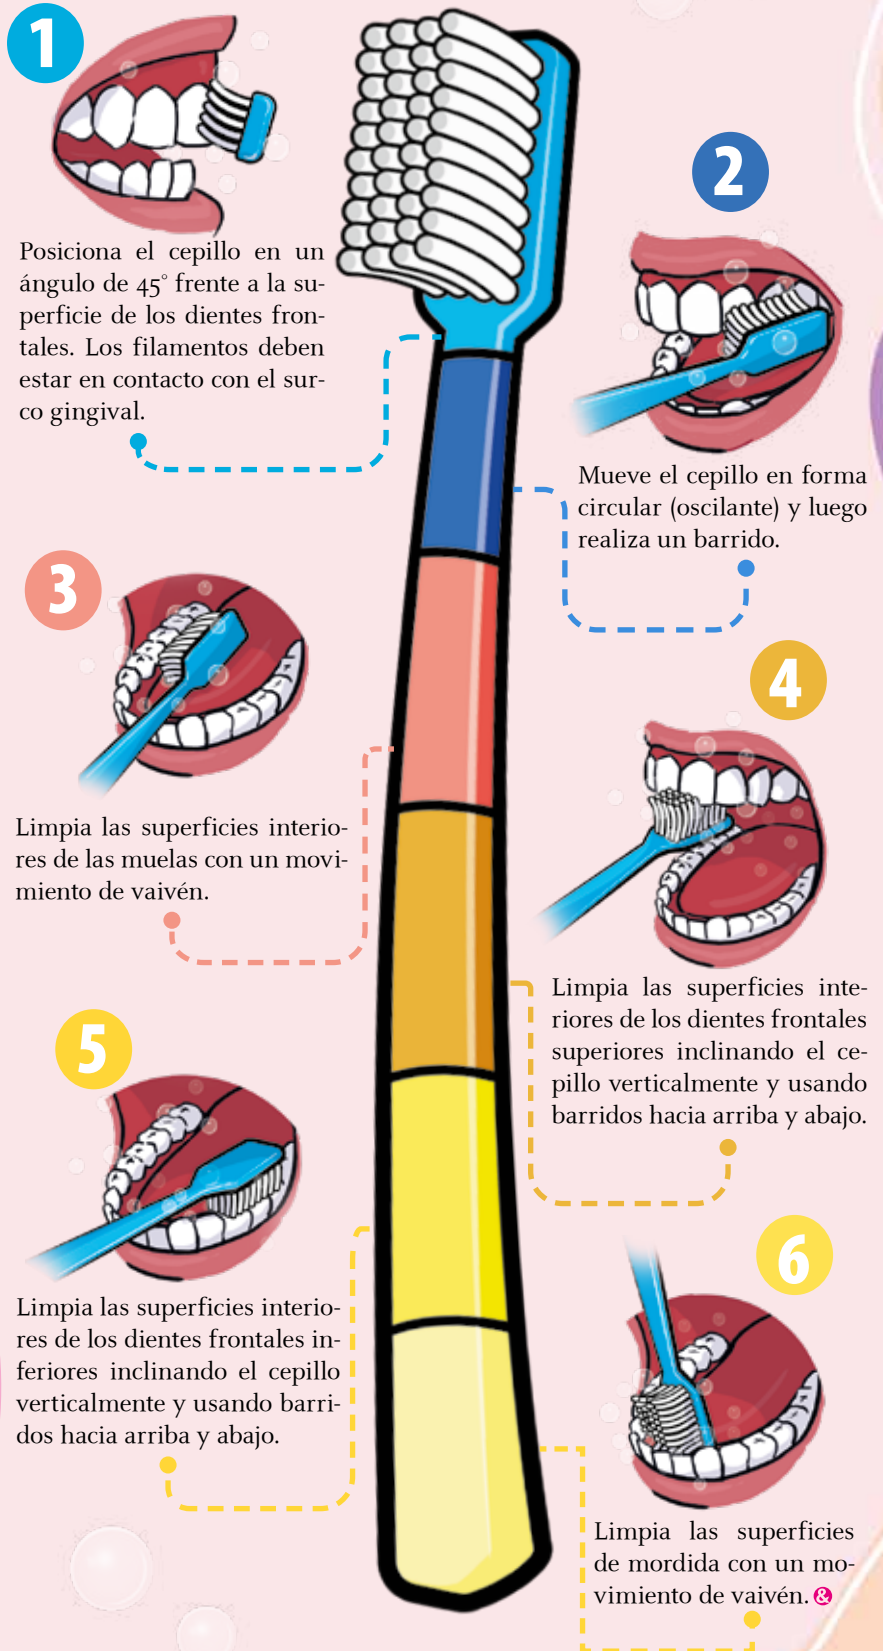 1
Posiciona el cepillo en un
ángulo de 45° frente a la su-
perficie de los dientes fron-
tales. Los filamentos deben
estar en contacto con el sur-
co gingival.
2
Mueve el cepillo en forma
circular (oscilante) y luego
realiza un barrido.
3
Limpia las superficies interio-
res de las muelas con un movi-
miento de vaivén.
4
Limpia las superficies inte-
riores de los dientes frontales
superiores inclinando el ce-
pillo verticalmente y usando
barridos hacia arriba y abajo.
5
Limpia las superficies interio-
res de los dientes frontales in-
feriores inclinando el cepillo
verticalmente y usando barri-
dos hacia arriba y abajo.
6
Limpia las superficies
de mordida con un mo-
vimiento de vaivén. &